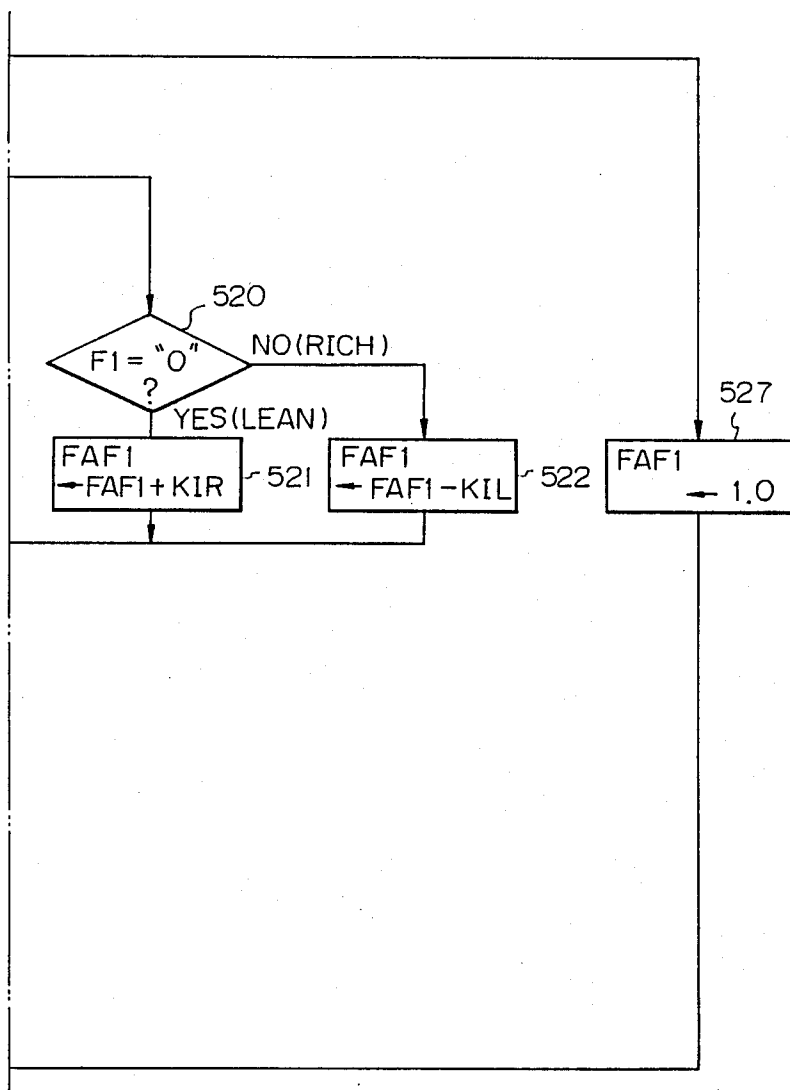 520
F1 = "0"
?
NO(RICH)
YES(LEAN)
527
FAF1
←FAF1+KIR
521
FAF1
← FAF1-KIL
522
FAF1
← 1.0